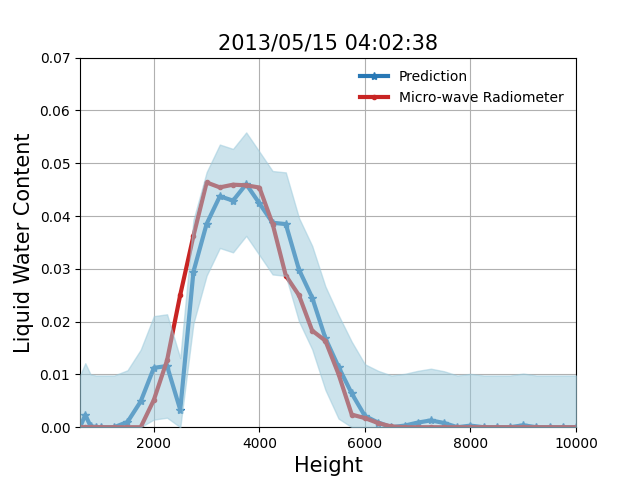 2013/05/15 04:02:38
Prediction
Micro-wave Radiometer
Liquid Water Content
0.07
0.06
0.05
0.04
0.03
0.02
0.01
0.00
2000 4000 6000 8000 10000
Height